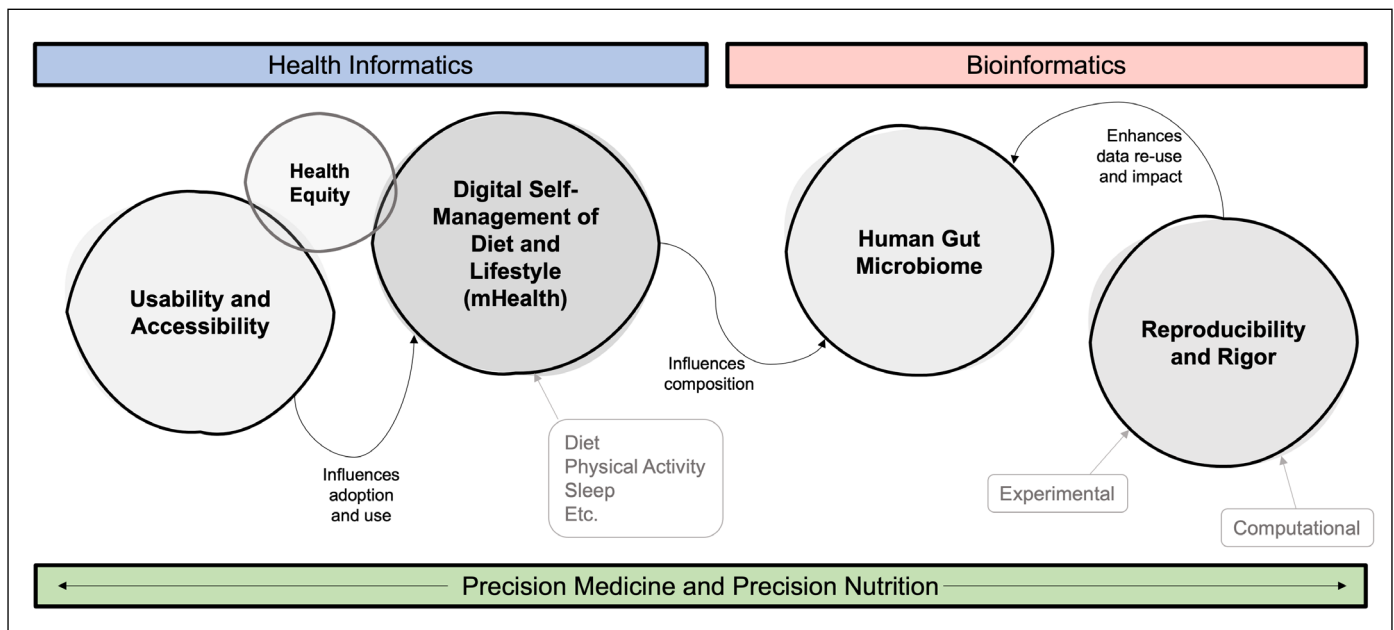 Health Informatics
Bioinformatics
Health
Equity
Digital Self-
Management of
Diet and
Lifestyle
(mHealth)
Usability and
Accessibility
Influences
adoption
and use
Diet
Physical Activity
Sleep
Etc.
Influences
composition
Human Gut
Microbiome
Enhances
data re-use
and impact
Reproducibility
and Rigor
Experimental
Computational
Precision Medicine and Precision Nutrition